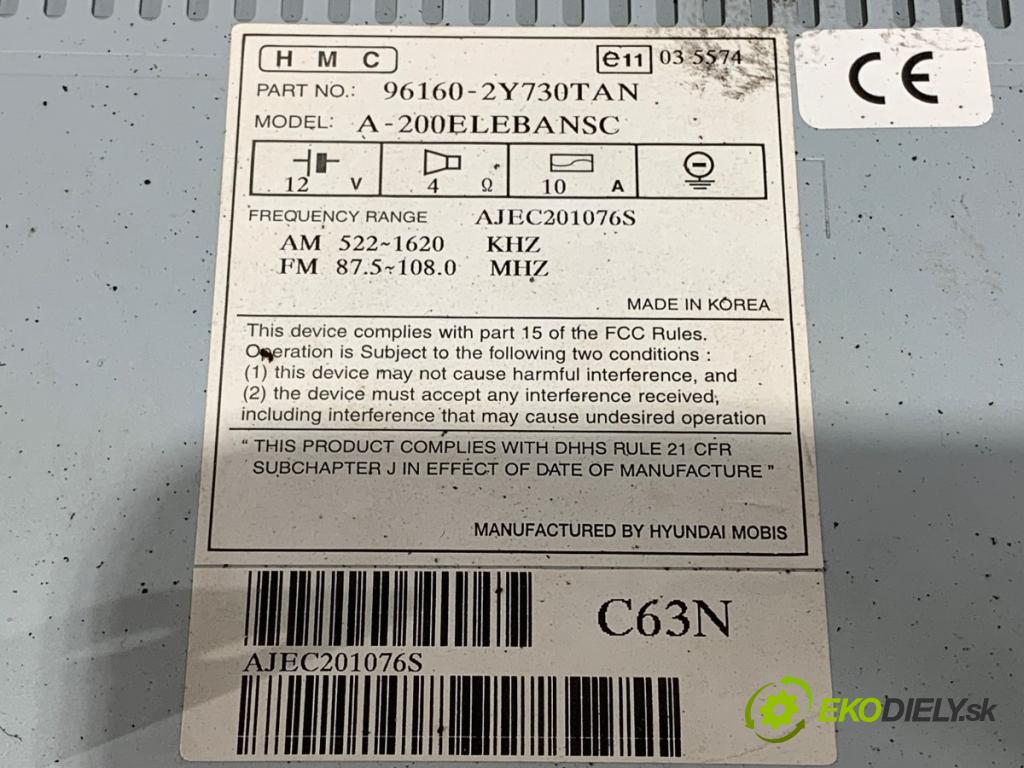 HMC e11 03 5574
CE
PART NO.: 96160-2Y730TAN
MODEL: A-200ELEBANSC
12 V 4 Ω 10 A
FREQUENCY RANGE AJEC201076S
AM 522~1620 KHZ
FM 87.5~108.0 MHZ
MADE IN KOREA
This device complies with part 15 of the FCC Rules.
Operation is Subject to the following two conditions :
(1) this device may not cause harmful interference, and
(2) the device must accept any interference received,
including interference that may cause undesired operation
" THIS PRODUCT COMPLIES WITH DHHS RULE 21 CFR
SUBCHAPTER J IN EFFECT OF DATE OF MANUFACTURE "
MANUFACTURED BY HYUNDAI MOBIS
C63N
AJEC201076S
EKODIELY.sk